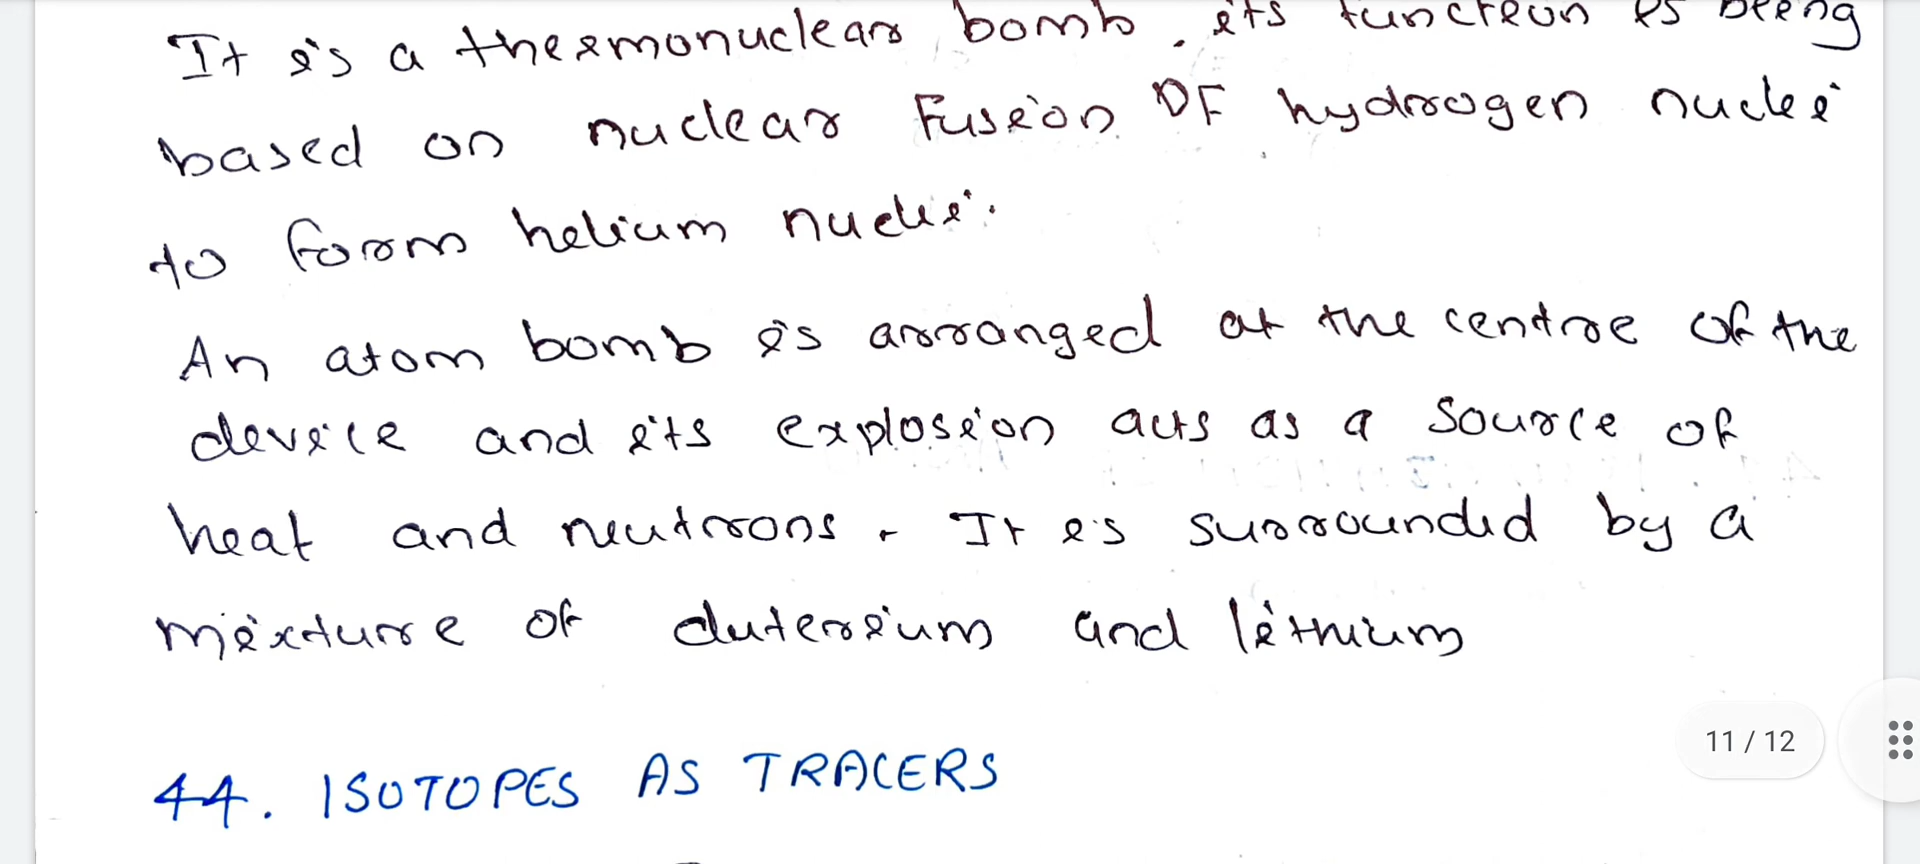 It is a thermonuclear bomb. its function is being
based on nuclear Fusion OF hydrogen nuclei
to form helium nuclei.
An atom bomb is arranged at the centre of the
device and its explosion acts as a source of
heat and neutrons. It is surrounded by a
mixture of duterium and lithium
11 / 12
44. ISOTOPES AS TRACERS